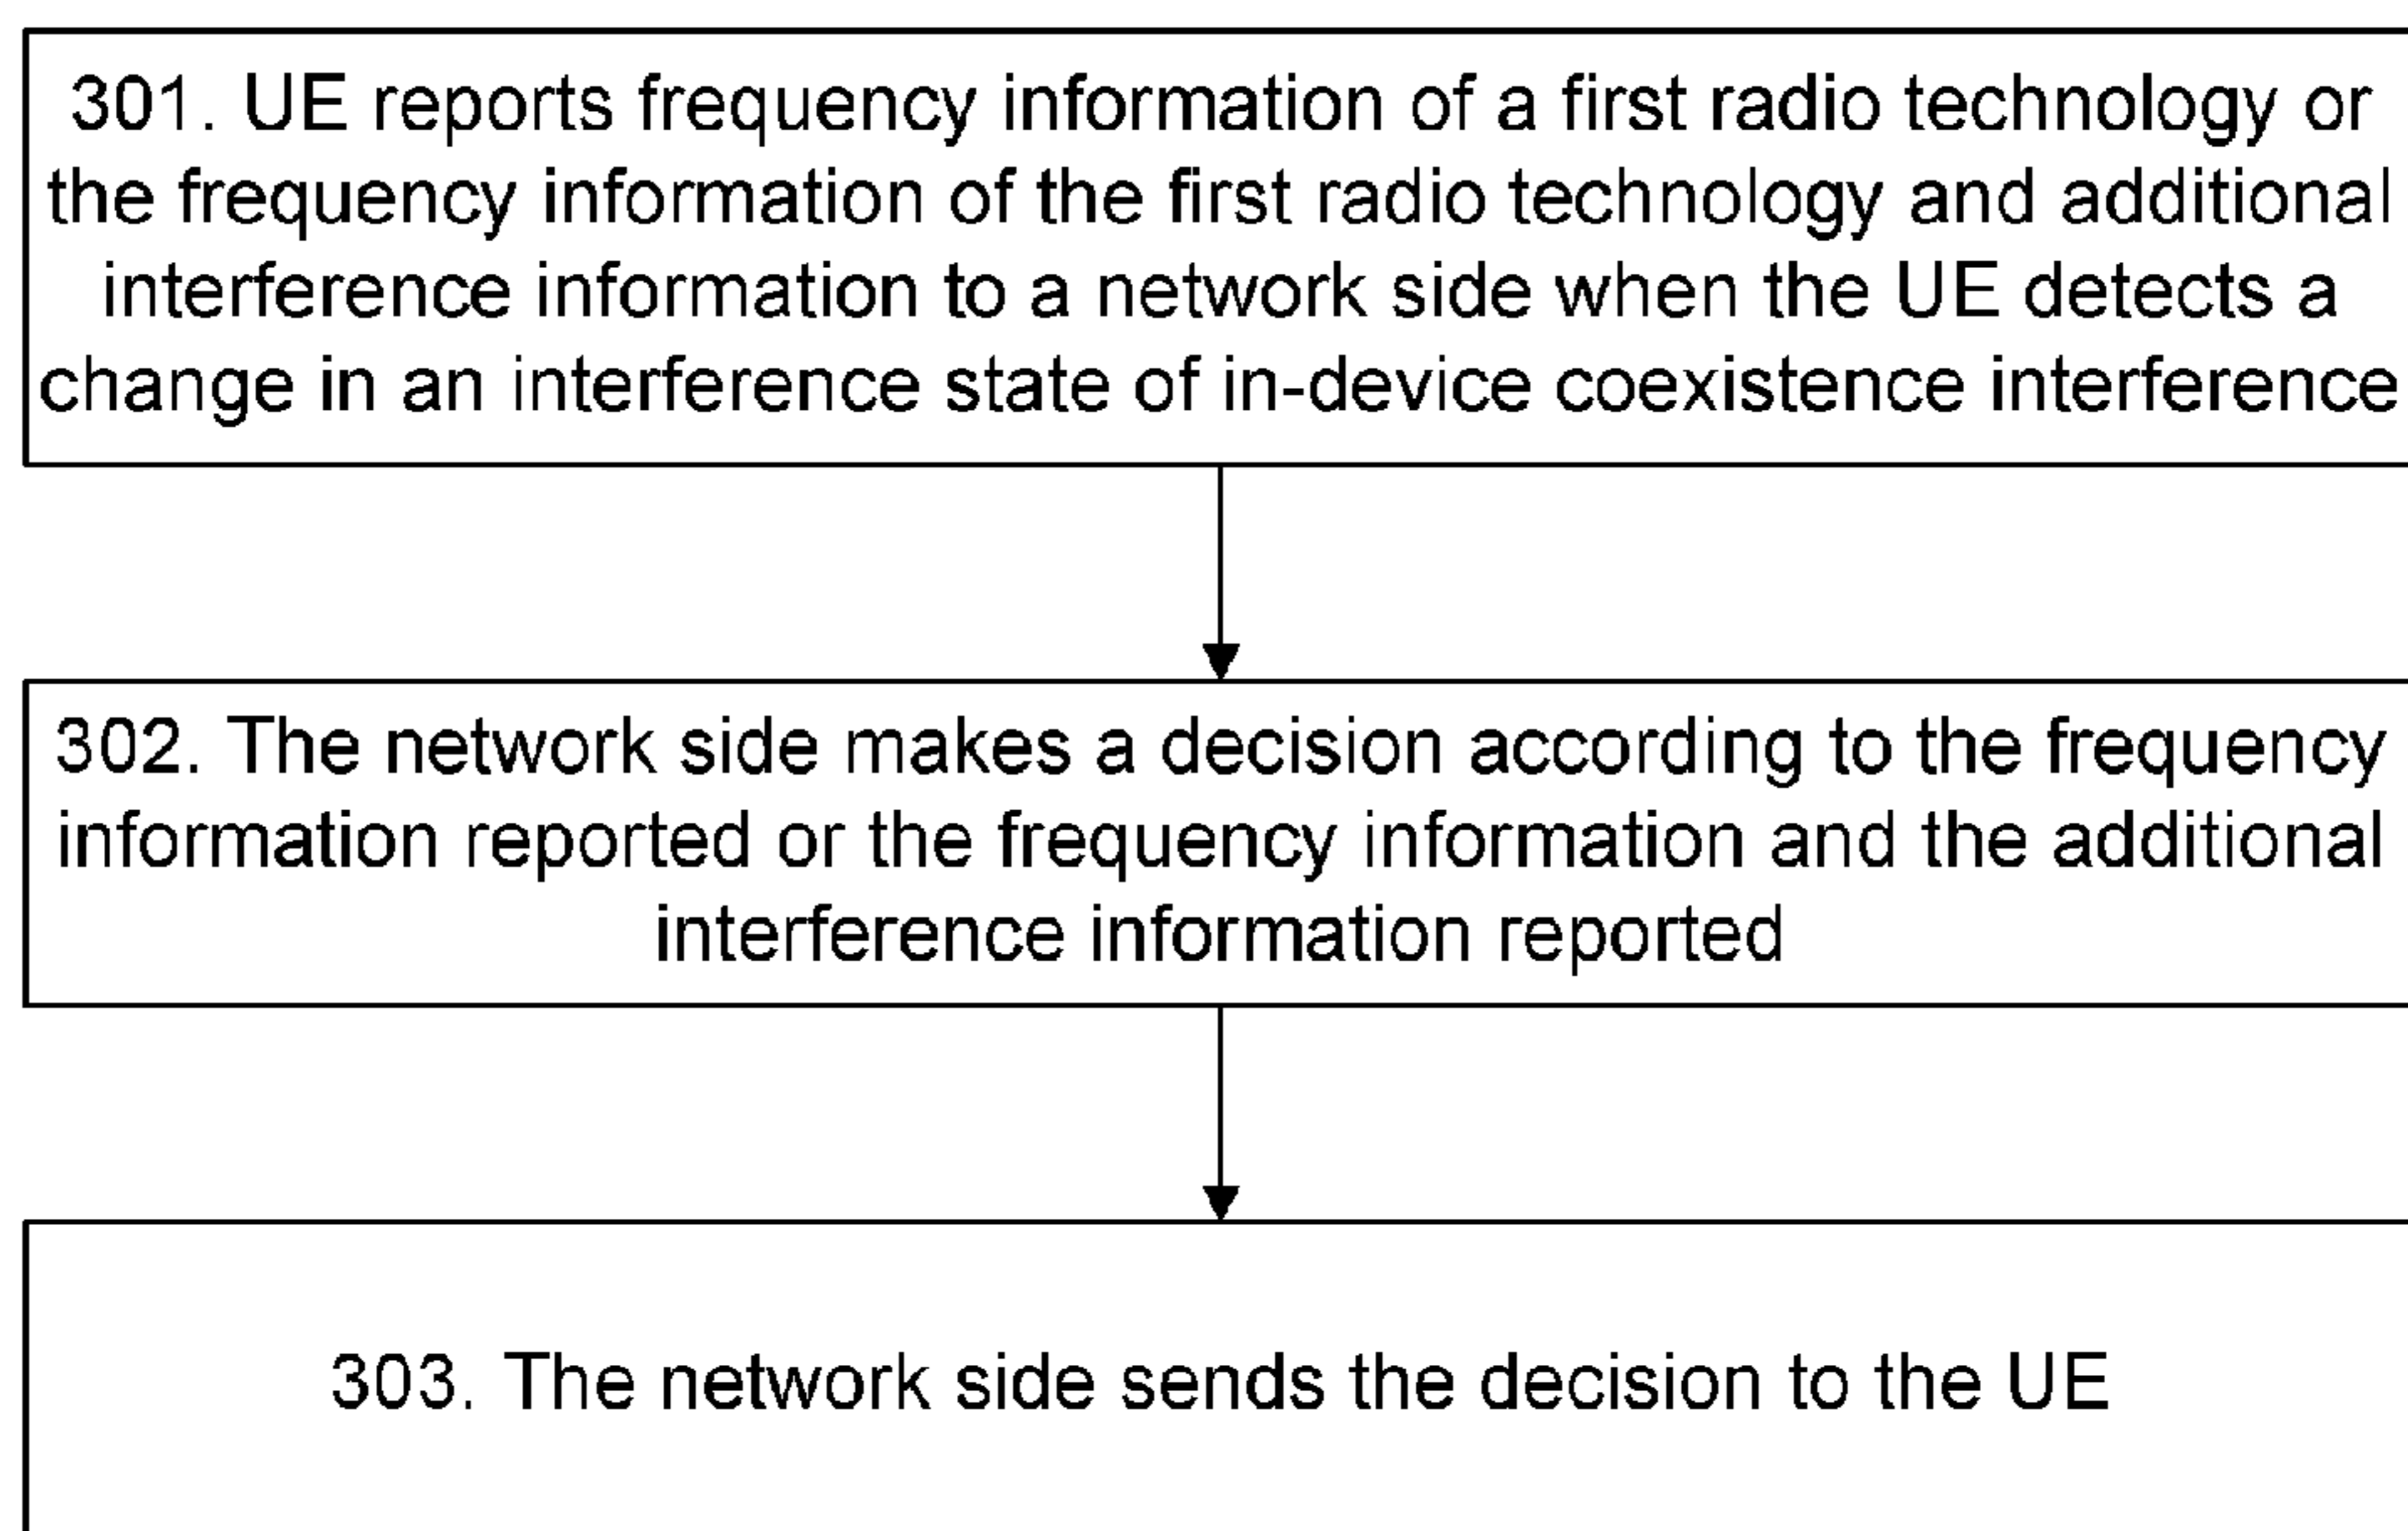 301. UE reports frequency information of a first radio technology or
the frequency information of the first radio technology and additional
interference information to a network side when the UE detects a
change in an interference state of in-device coexistence interference
302. The network side makes a decision according to the frequency
information reported or the frequency information and the additional
interference information reported
303. The network side sends the decision to the UE